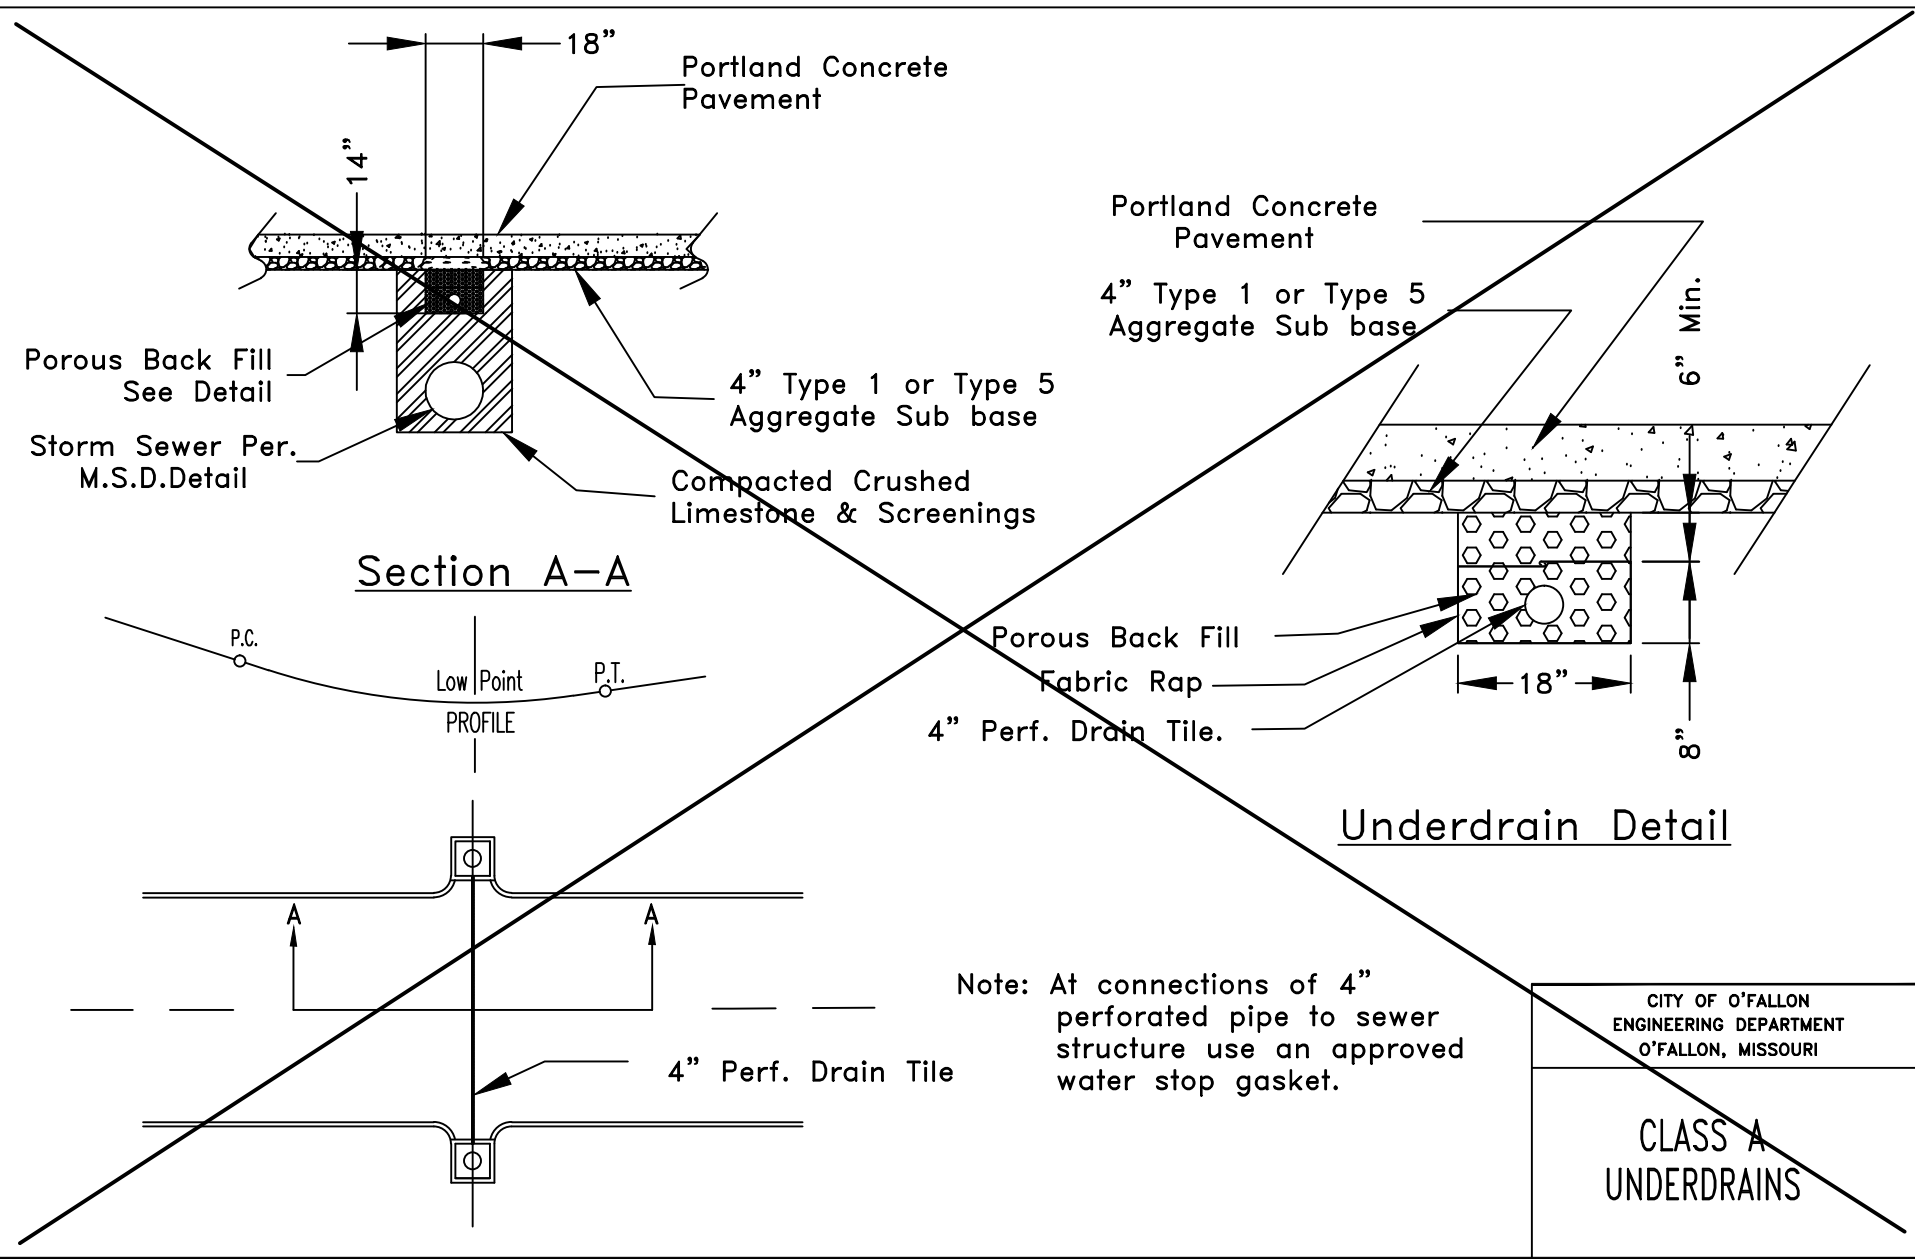 18”
Portland Concrete
Pavement
14”
Porous Back Fill
See Detail
Storm Sewer Per.
M.S.D.Detail
4” Type 1 or Type 5
Aggregate Sub base
Compacted Crushed
Limestone & Screenings
Section A-A
P.C.
Low Point
P.T.
PROFILE
A
A
4” Perf. Drain Tile
Portland Concrete
Pavement
4” Type 1 or Type 5
Aggregate Sub base
6” Min.
Porous Back Fill
Fabric Rap
18”
4” Perf. Drain Tile.
8”
Underdrain Detail
Note: At connections of 4”
perforated pipe to sewer
structure use an approved
water stop gasket.
CITY OF O'FALLON
ENGINEERING DEPARTMENT
O'FALLON, MISSOURI
CLASS A
UNDERDRAINS